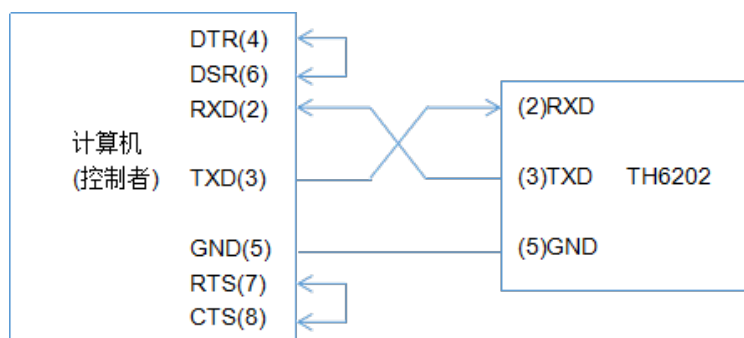 DTR(4)
DSR(6)
RXD(2)
(2)RXD
计算机
(控制者)
TXD(3)
(3)TXD
TH6202
GND(5)
(5)GND
RTS(7)
CTS(8)